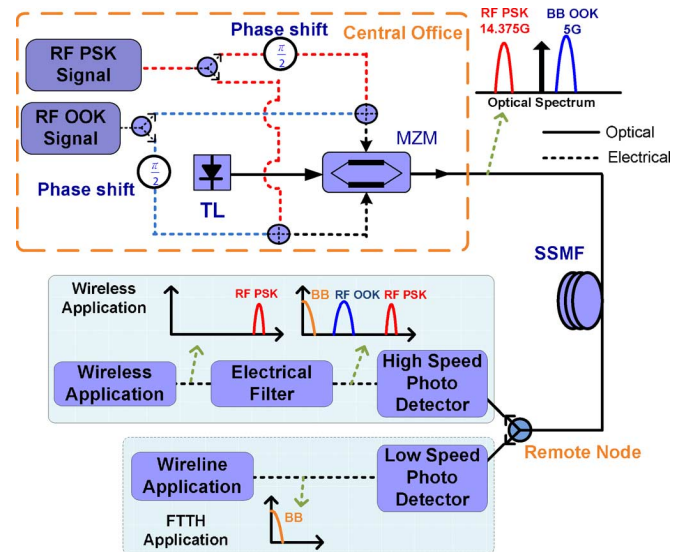 RF PSK
Signal
Phase shift
π/2
Central Office
RF PSK
14.375G
BB OOK
5G
Optical Spectrum
Optical
Electrical
RF OOK
Signal
Phase shift
π/2
TL
MZM
SSMF
Wireless
Application
RF PSK
BB
RF OOK
RF PSK
Wireless
Application
Electrical
Filter
High Speed
Photo
Detector
Remote Node
Wireline
Application
Low Speed
Photo
Detector
FTTH
Application
BB